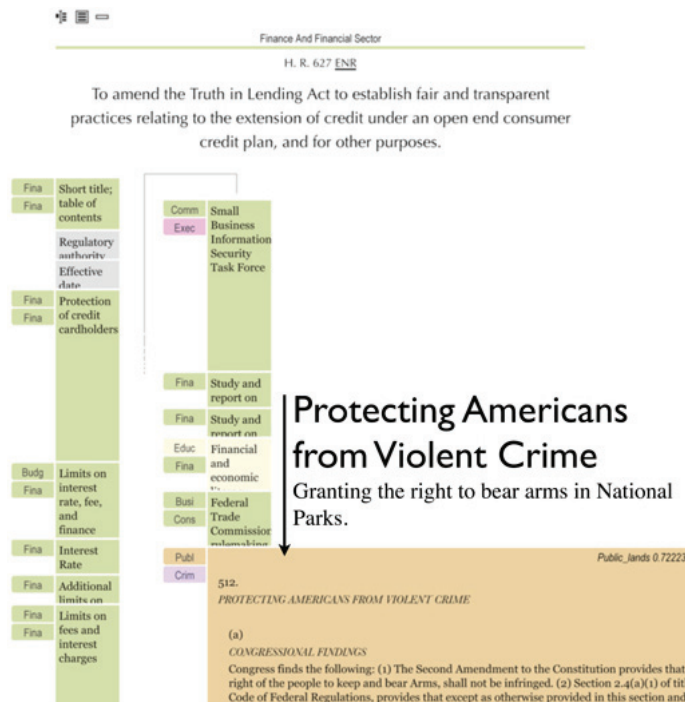 Finance And Financial Sector
H. R. 627 ENR
To amend the Truth in Lending Act to establish fair and transparent
practices relating to the extension of credit under an open end consumer
credit plan, and for other purposes.
Fina
Fina
Short title;
table of
contents
Regulatory
authority
Effective
date
Fina
Fina
Protection
of credit
cardholders
Budg
Fina
Limits on
interest
rate, fee,
and
finance
Fina
Interest
Rate
Fina
Additional
limits on
Fina
Fina
Limits on
fees and
interest
charges
Comm
Exec
Small
Business
Information
Security
Task Force
Fina
Study and
report on
Fina
Study and
report on
Educ
Fina
Financial
and
economic
Busi
Cons
Federal
Trade
Commission
rulemaking
Protecting Americans
from Violent Crime
Granting the right to bear arms in National
Parks.
Publ
Crim
Public_lands 0.72223
512.
PROTECTING AMERICANS FROM VIOLENT CRIME
(a)
CONGRESSIONAL FINDINGS
Congress finds the following: (1) The Second Amendment to the Constitution provides that
right of the people to keep and bear Arms, shall not be infringed. (2) Section 2.4(a)(1) of tit
Code of Federal Regulations, provides that except as otherwise provided in this section and